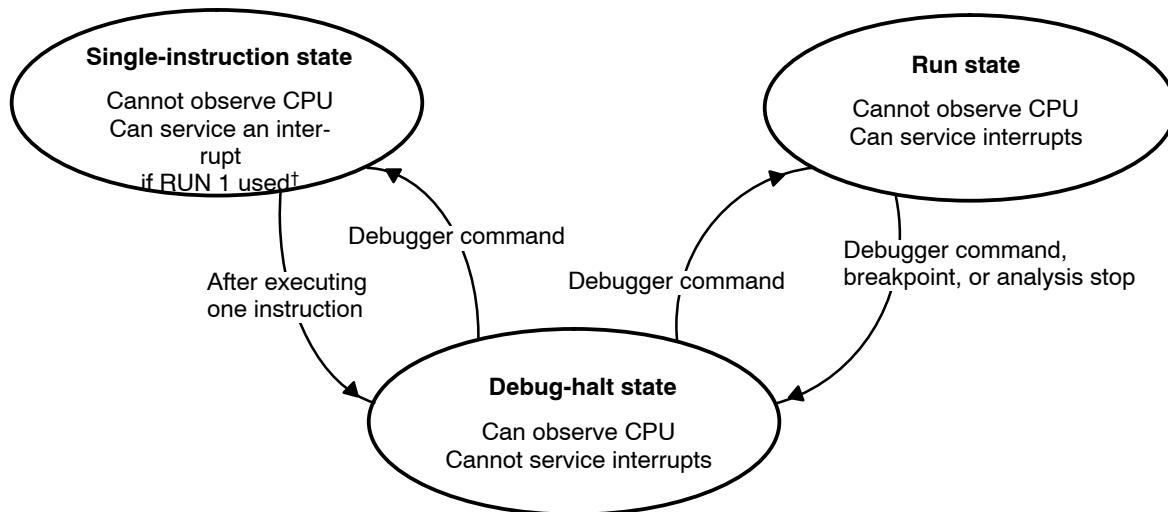 Single-instruction state
Cannot observe CPU
Can service an inter-
rupt
if RUN 1 used†
Run state
Cannot observe CPU
Can service interrupts
Debugger command
After executing
one instruction
Debugger command
Debugger command,
breakpoint, or analysis stop
Debug-halt state
Can observe CPU
Cannot service interrupts